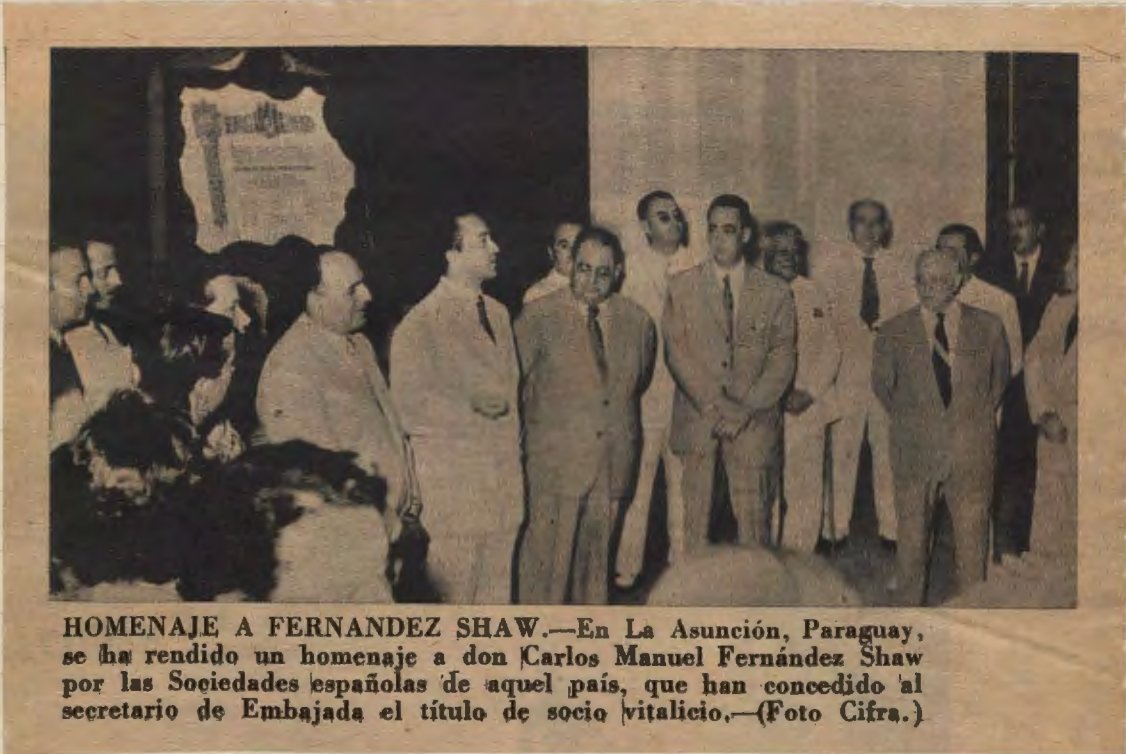 HOMENAJE A FERNANDEZ SHAW.—En La Asunción, Paraguay,
se ha rendido un homenaje a don Carlos Manuel Fernández Shaw
por las Sociedades españolas de aquel país, que han concedido al
secretario de Embajada el título de socio vitalicio.—(Foto Cifra.)